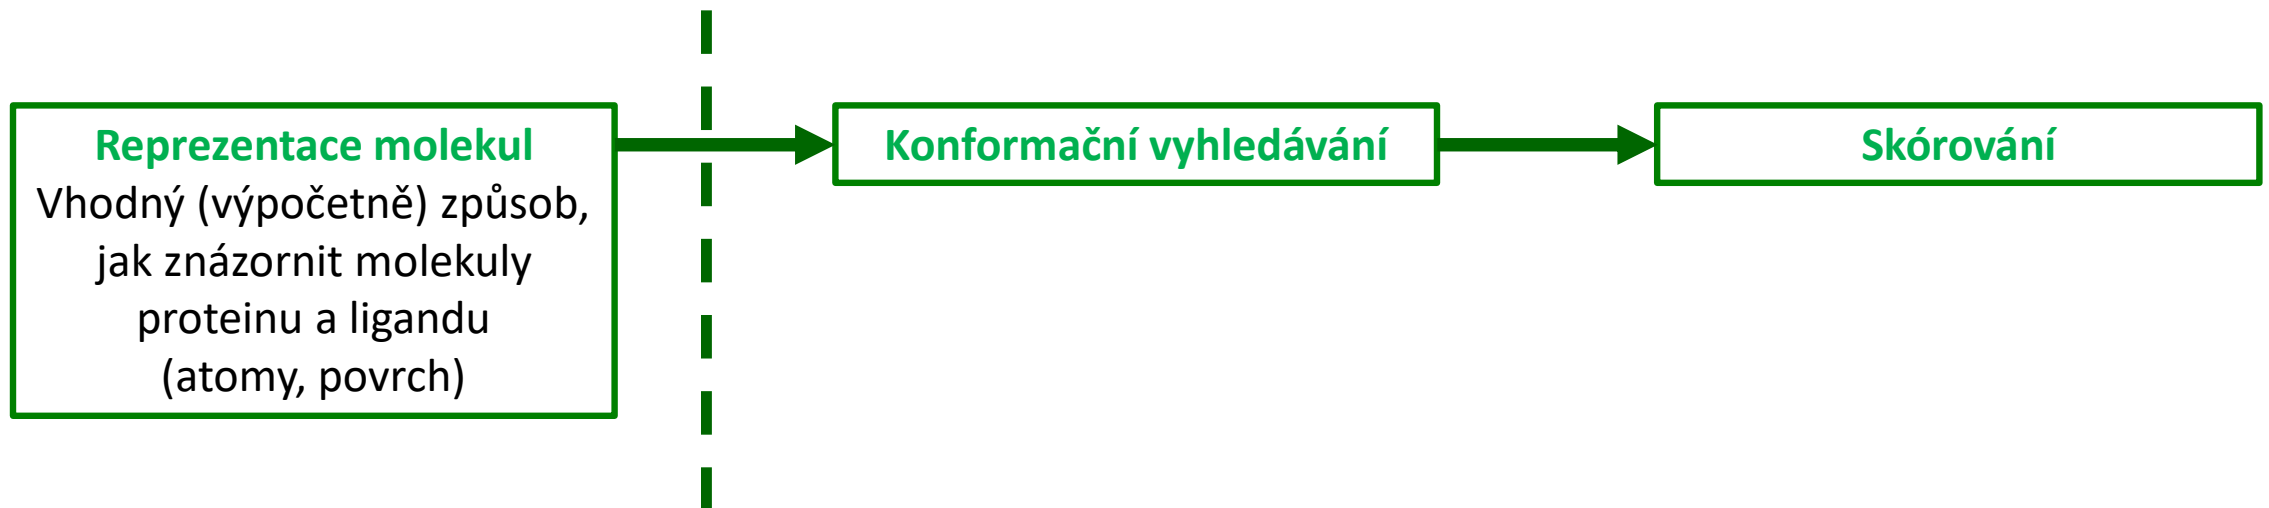 Reprezentace molekul
Vhodný (výpočetně) způsob,
jak znázornit molekuly
proteinu a ligandu
(atomy, povrch)
Konformační vyhledávání
Skórování